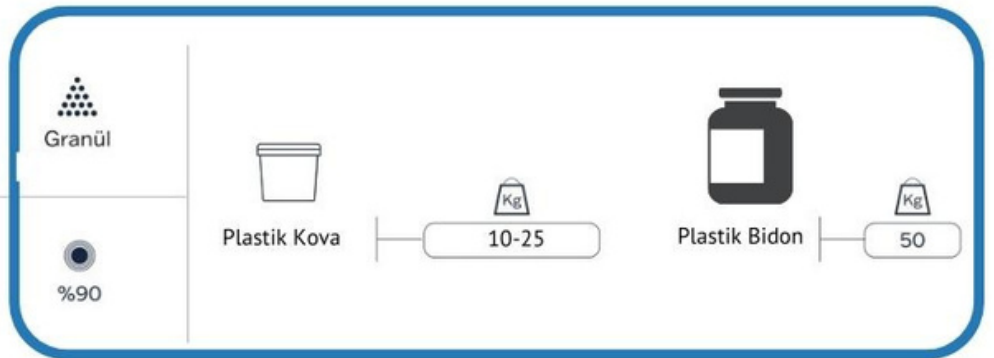 Granül
%90
Plastik Kova
Kg
10-25
Plastik Bidon
Kg
50